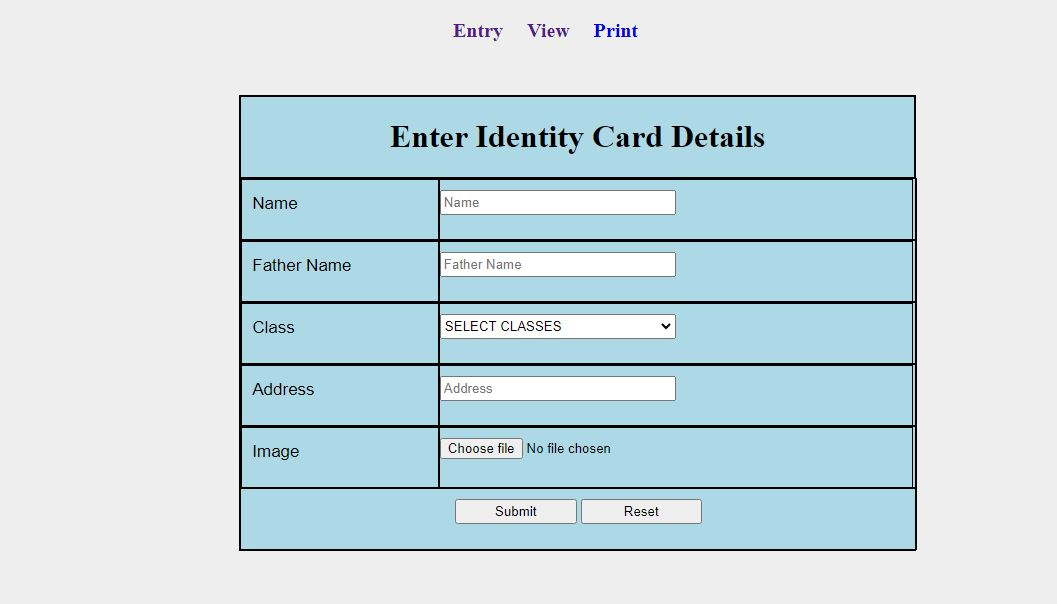 Entry View Print
Enter Identity Card Details
Name Name
Father Name Father Name
Class SELECT CLASSES
Address Address
Image Choose file No file chosen
Submit Reset